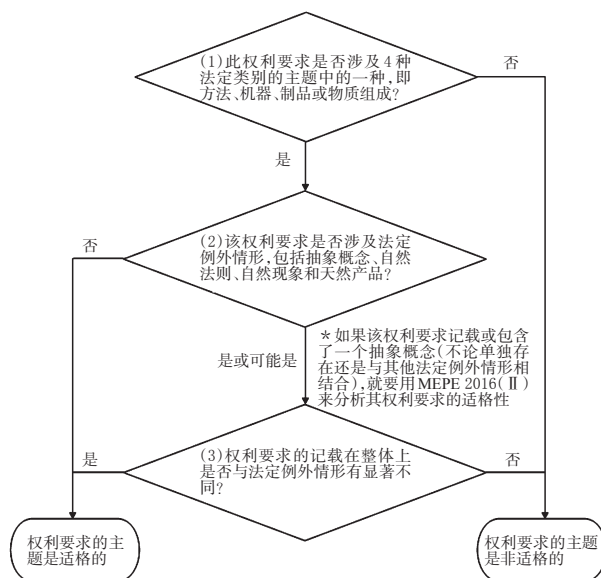 (1)此权利要求是否涉及4种
法定类别的主题中的一种,即
方法、机器、制品或物质组成?
否
是
(2)该权利要求是否涉及法定
例外情形,包括抽象概念、自然
法则、自然现象和天然产品?
否
是或可能是
*如果该权利要求记载或包含
了一个抽象概念(不论单独存
在还是与其他法定例外情形相
结合),就要用MEPE 2016(Ⅱ)
来分析其权利要求的适格性
(3)权利要求的记载在整体上
是否与法定例外情形有显著不
同?
是
否
权利要求的主
题是适格的
权利要求的主题
是非适格的